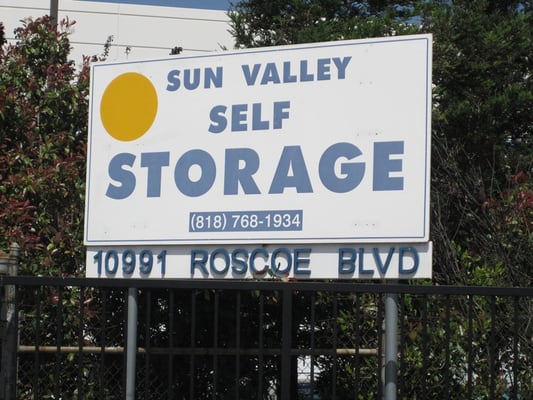 SUN VALLEY
SELF
STORAGE
(818) 768-1934
10991 ROSCOE BLVD